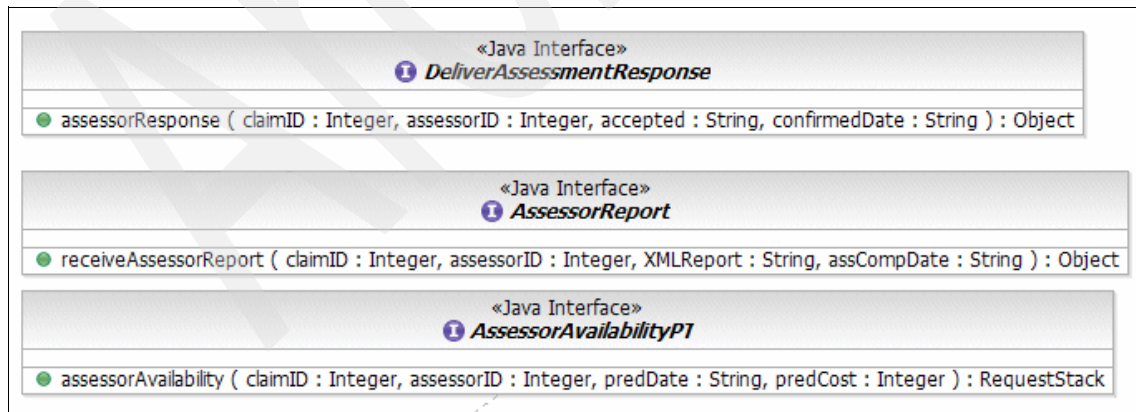 «Java Interface»
DeliverAssessmentResponse
assessorResponse ( claimID : Integer, assessorID : Integer, accepted : String, confirmedDate : String ) : Object
«Java Interface»
AssessorReport
receiveAssessorReport ( claimID : Integer, assessorID : Integer, XMLReport : String, assCompDate : String ) : Object
«Java Interface»
AssessorAvailabilityPT
assessorAvailability ( claimID : Integer, assessorID : Integer, predDate : String, predCost : Integer ) : RequestStack